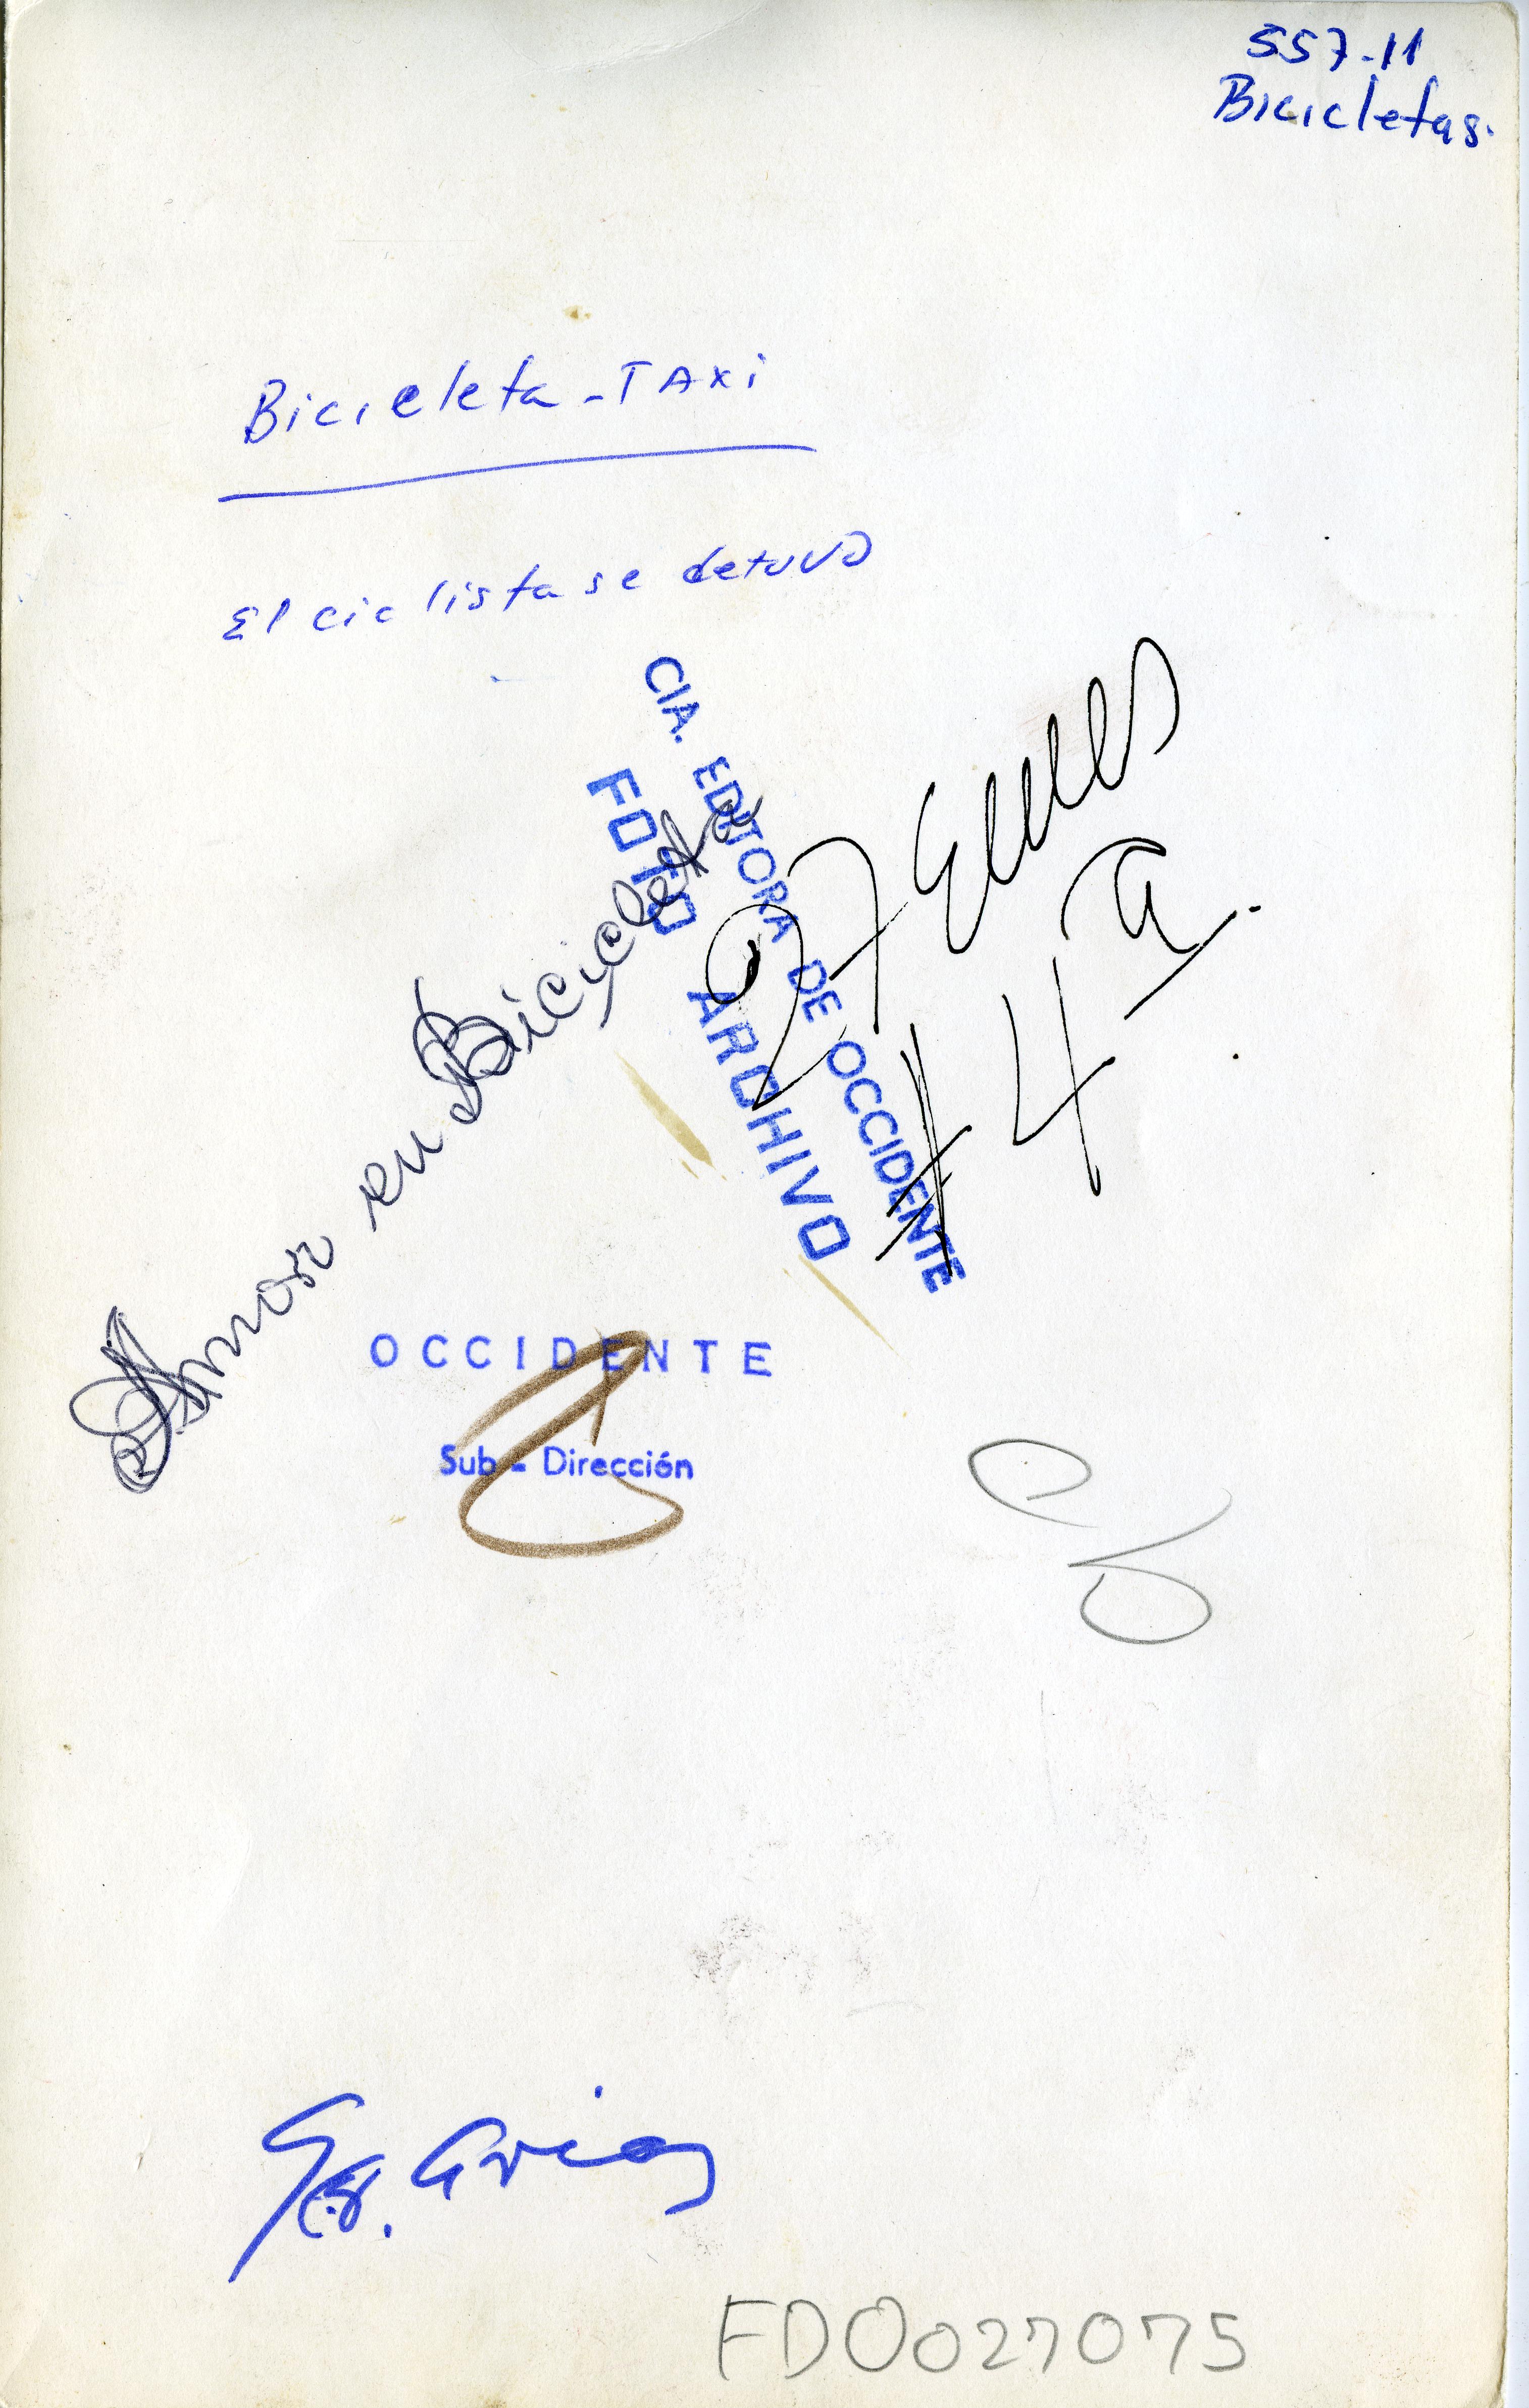 557-11
Bicicletas.
Bicicleta-TAXi
El ciclista se detuvo
CIA. EDITORA DE OCCIDENTE
FOTO ARCHIVO
27 Emes
# 4a.
Amor en Bicicleta
OCCIDENTE
Sub-Dirección
FDO027075